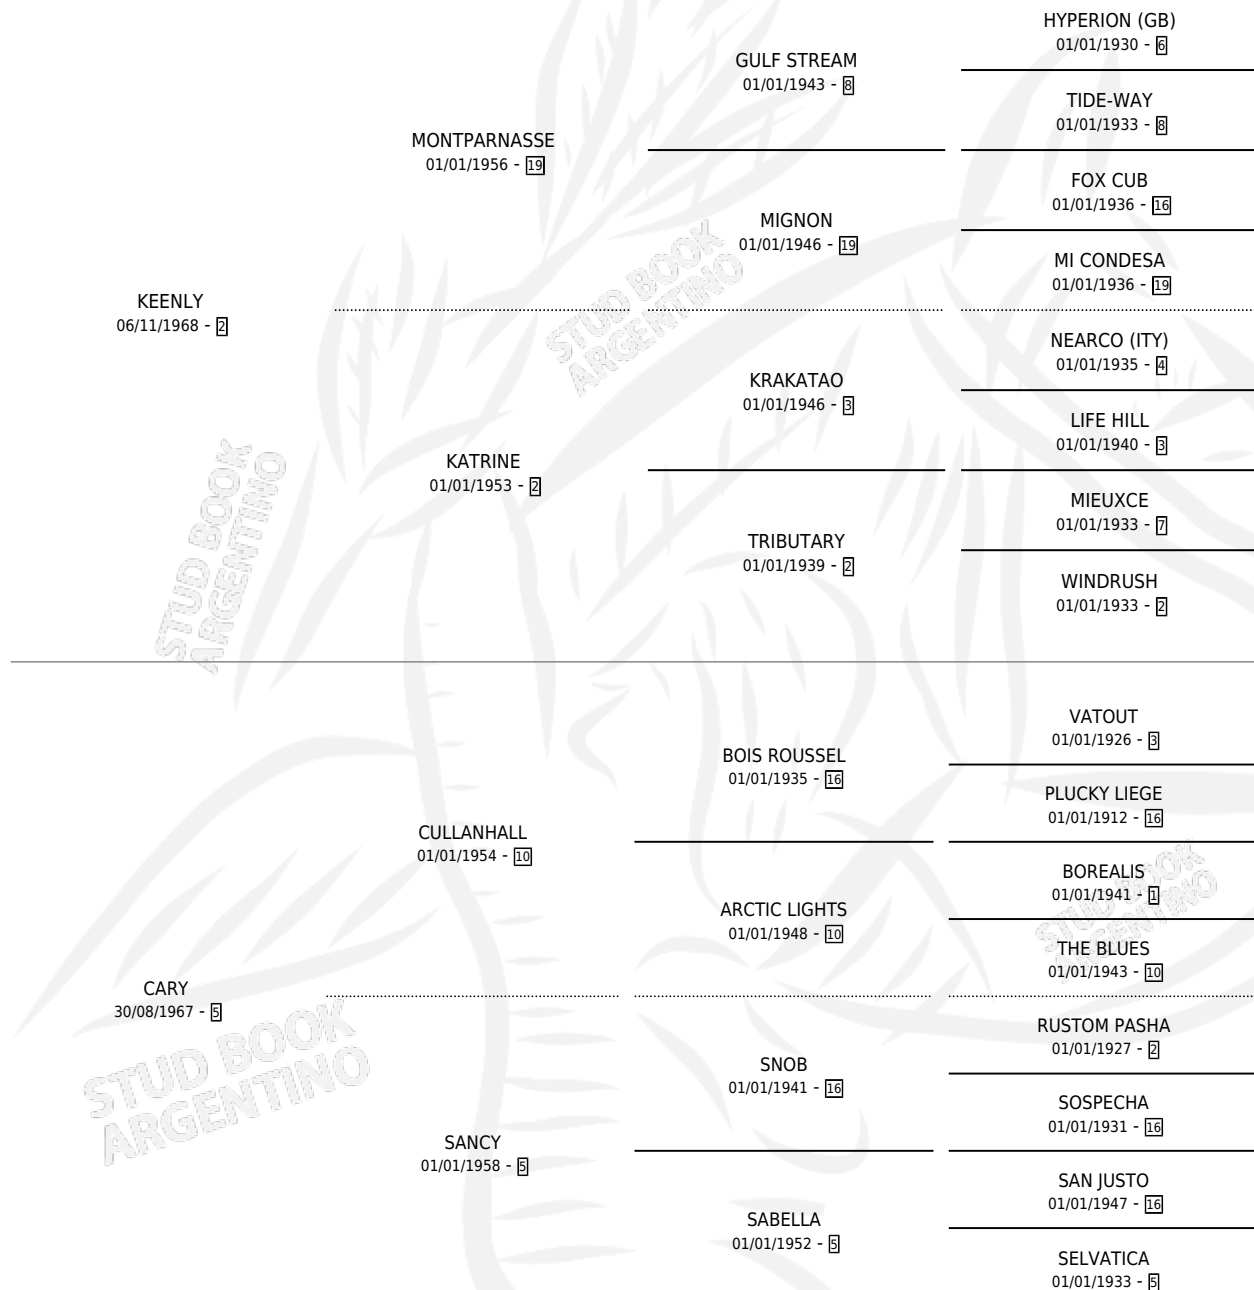 HYPERION (GB)
01/01/1930 - 6
GULF STREAM
01/01/1943 - 8
TIDE-WAY
01/01/1933 - 8
MONTPARNASSE
01/01/1956 - 19
FOX CUB
01/01/1936 - 16
MIGNON
01/01/1946 - 19
MI CONDESA
01/01/1936 - 19
KEENLY
06/11/1968 - 2
NEARCO (ITY)
01/01/1935 - 4
KRAKATAO
01/01/1946 - 3
LIFE HILL
01/01/1940 - 3
KATRINE
01/01/1953 - 2
MIEUXCE
01/01/1933 - 7
TRIBUTARY
01/01/1939 - 2
WINDRUSH
01/01/1933 - 2
VATOUT
01/01/1926 - 3
BOIS ROUSSEL
01/01/1935 - 16
PLUCKY LIEGE
01/01/1912 - 16
CULLANHALL
01/01/1954 - 10
BOREALIS
01/01/1941 - 1
ARCTIC LIGHTS
01/01/1948 - 10
THE BLUES
01/01/1943 - 10
CARY
30/08/1967 - 5
RUSTOM PASHA
01/01/1927 - 2
SNOB
01/01/1941 - 16
SOSPECHA
01/01/1931 - 16
SANCY
01/01/1958 - 5
SAN JUSTO
01/01/1947 - 16
SABELLA
01/01/1952 - 5
SELVATICA
01/01/1933 - 5
STUD BOOK
ARGENTINO
STUD BOOK
ARGENTINO
STUD BOOK
ARGENTINO
STUD BOOK
ARGENTINO